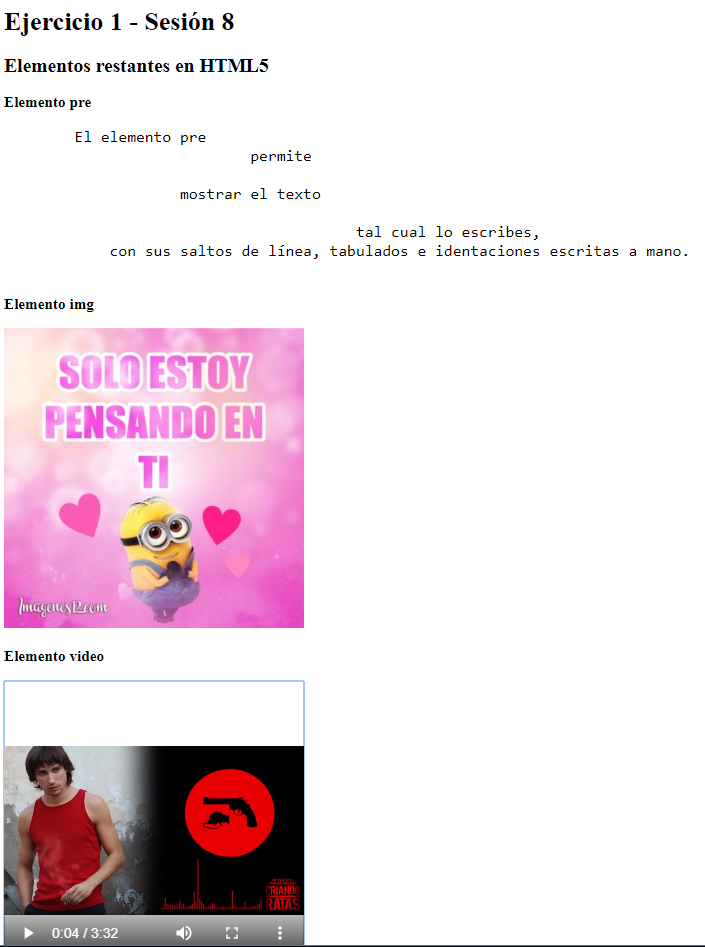 Ejercicio 1 - Sesión 8
Elementos restantes en HTML5
Elemento pre
El elemento pre
permite
mostrar el texto
tal cual lo escribes,
con sus saltos de línea, tabulados e identaciones escritas a mano.
Elemento img
SOLO ESTOY
PENSANDO EN
TI
Imagenes12.com
Elemento video
CRIANDO
RATAS
0:04 / 3:32